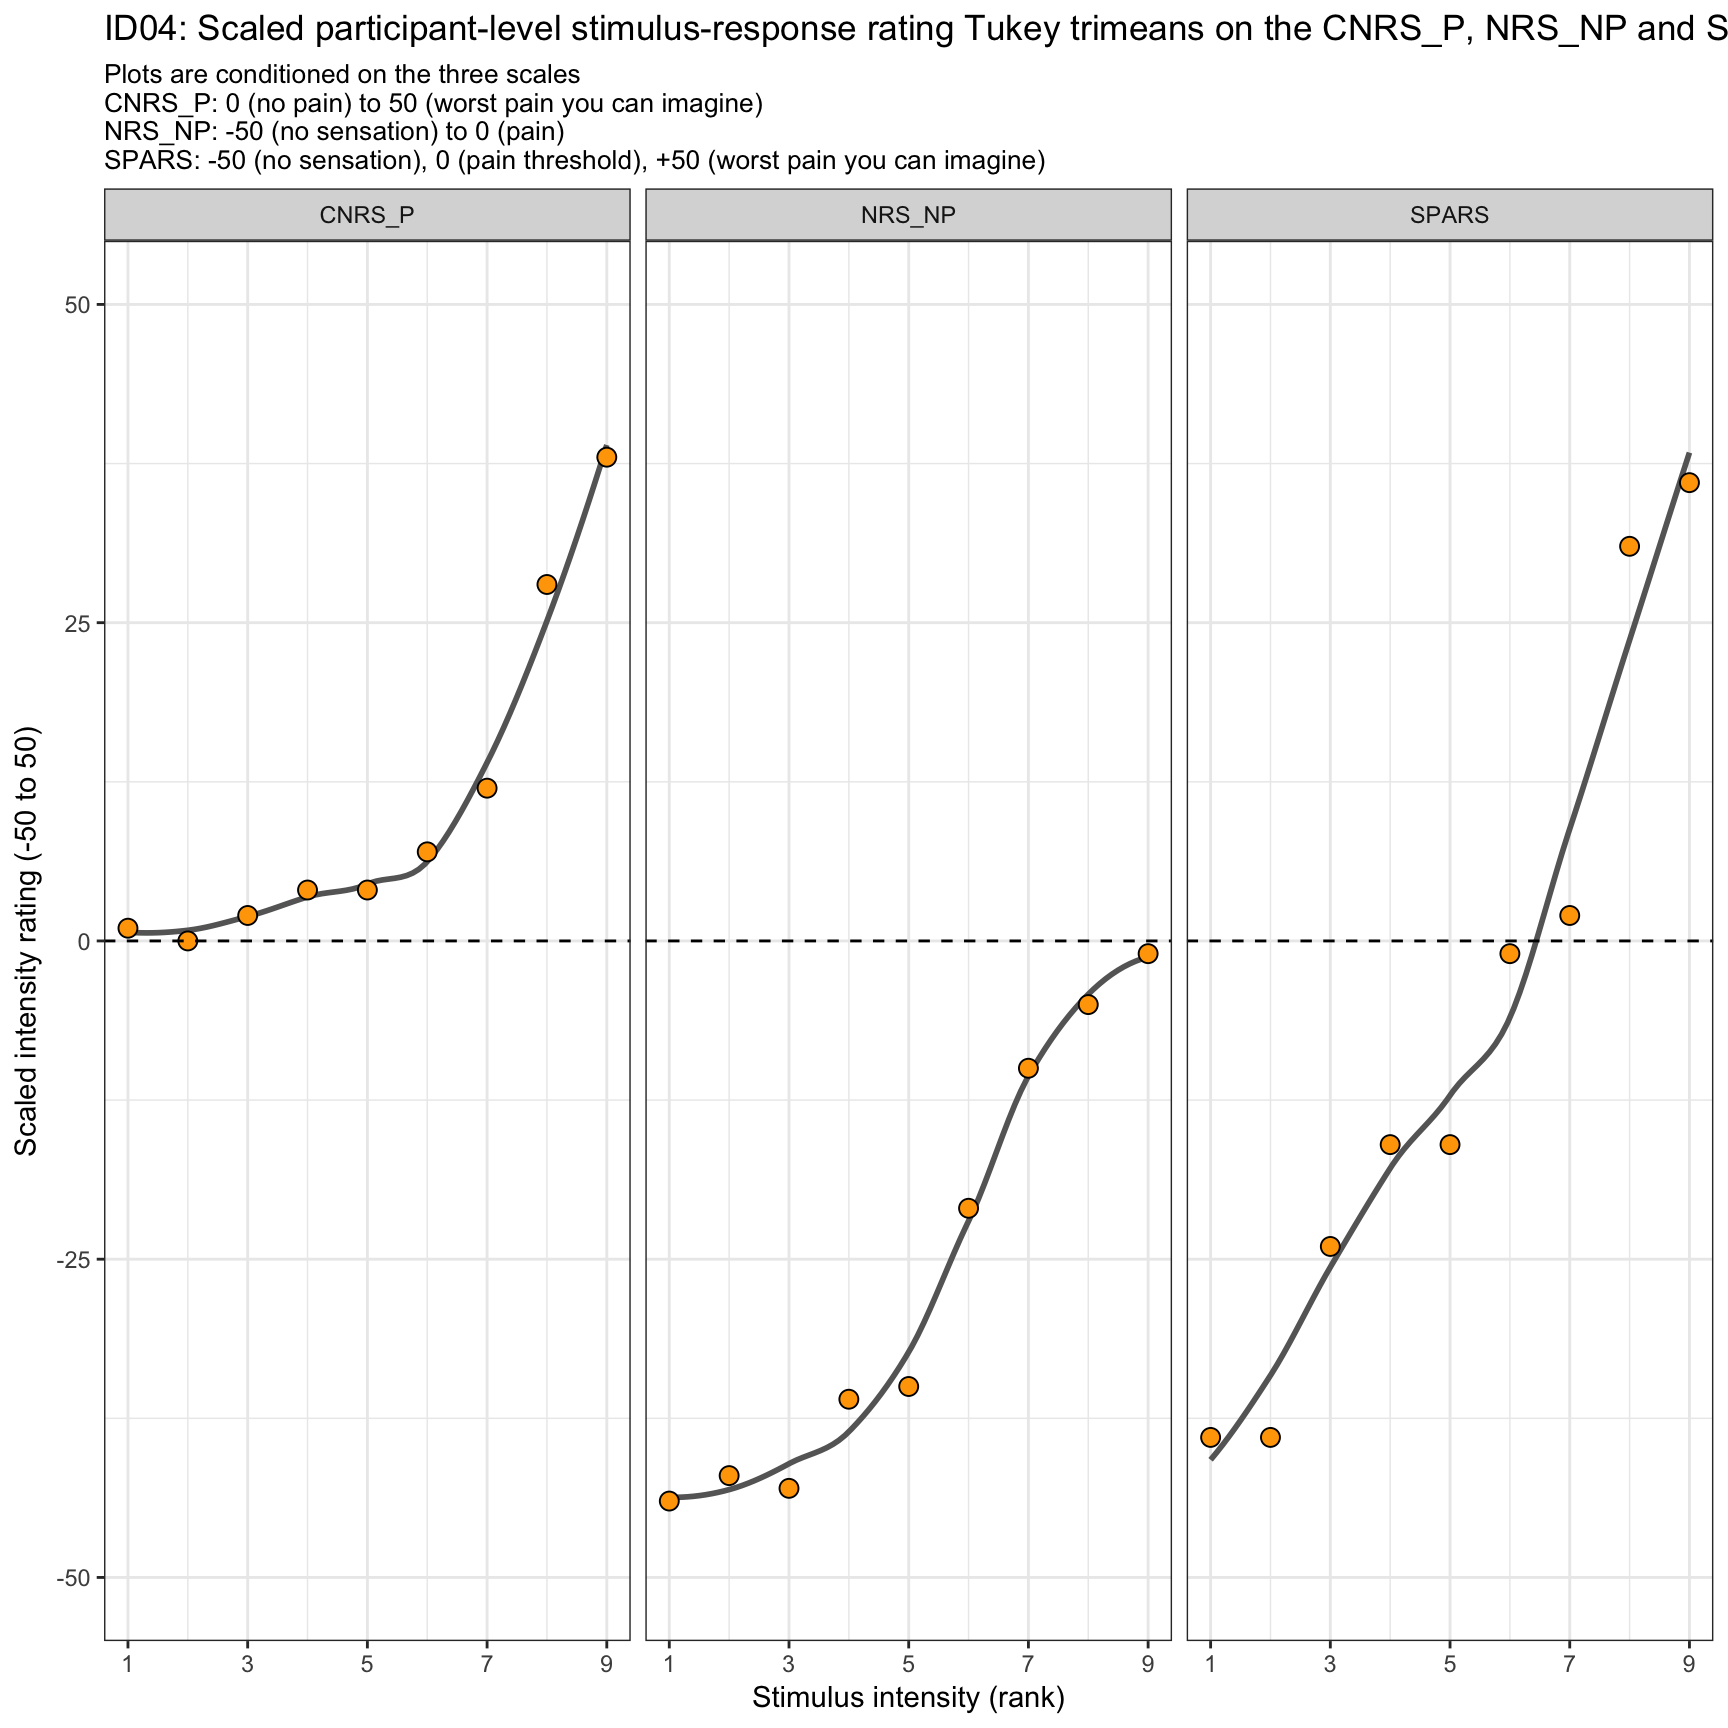 ID04: Scaled participant-level stimulus-response rating Tukey trimeans on the CNRS_P, NRS_NP and S
Plots are conditioned on the three scales
CNRS_P: 0 (no pain) to 50 (worst pain you can imagine)
NRS_NP: -50 (no sensation) to 0 (pain)
SPARS: -50 (no sensation), 0 (pain threshold), +50 (worst pain you can imagine)
CNRS_P NRS_NP SPARS
50
25
0
-25
-50
Scaled intensity rating (-50 to 50)
1 3 5 7 9 1 3 5 7 9 1 3 5 7 9
Stimulus intensity (rank)